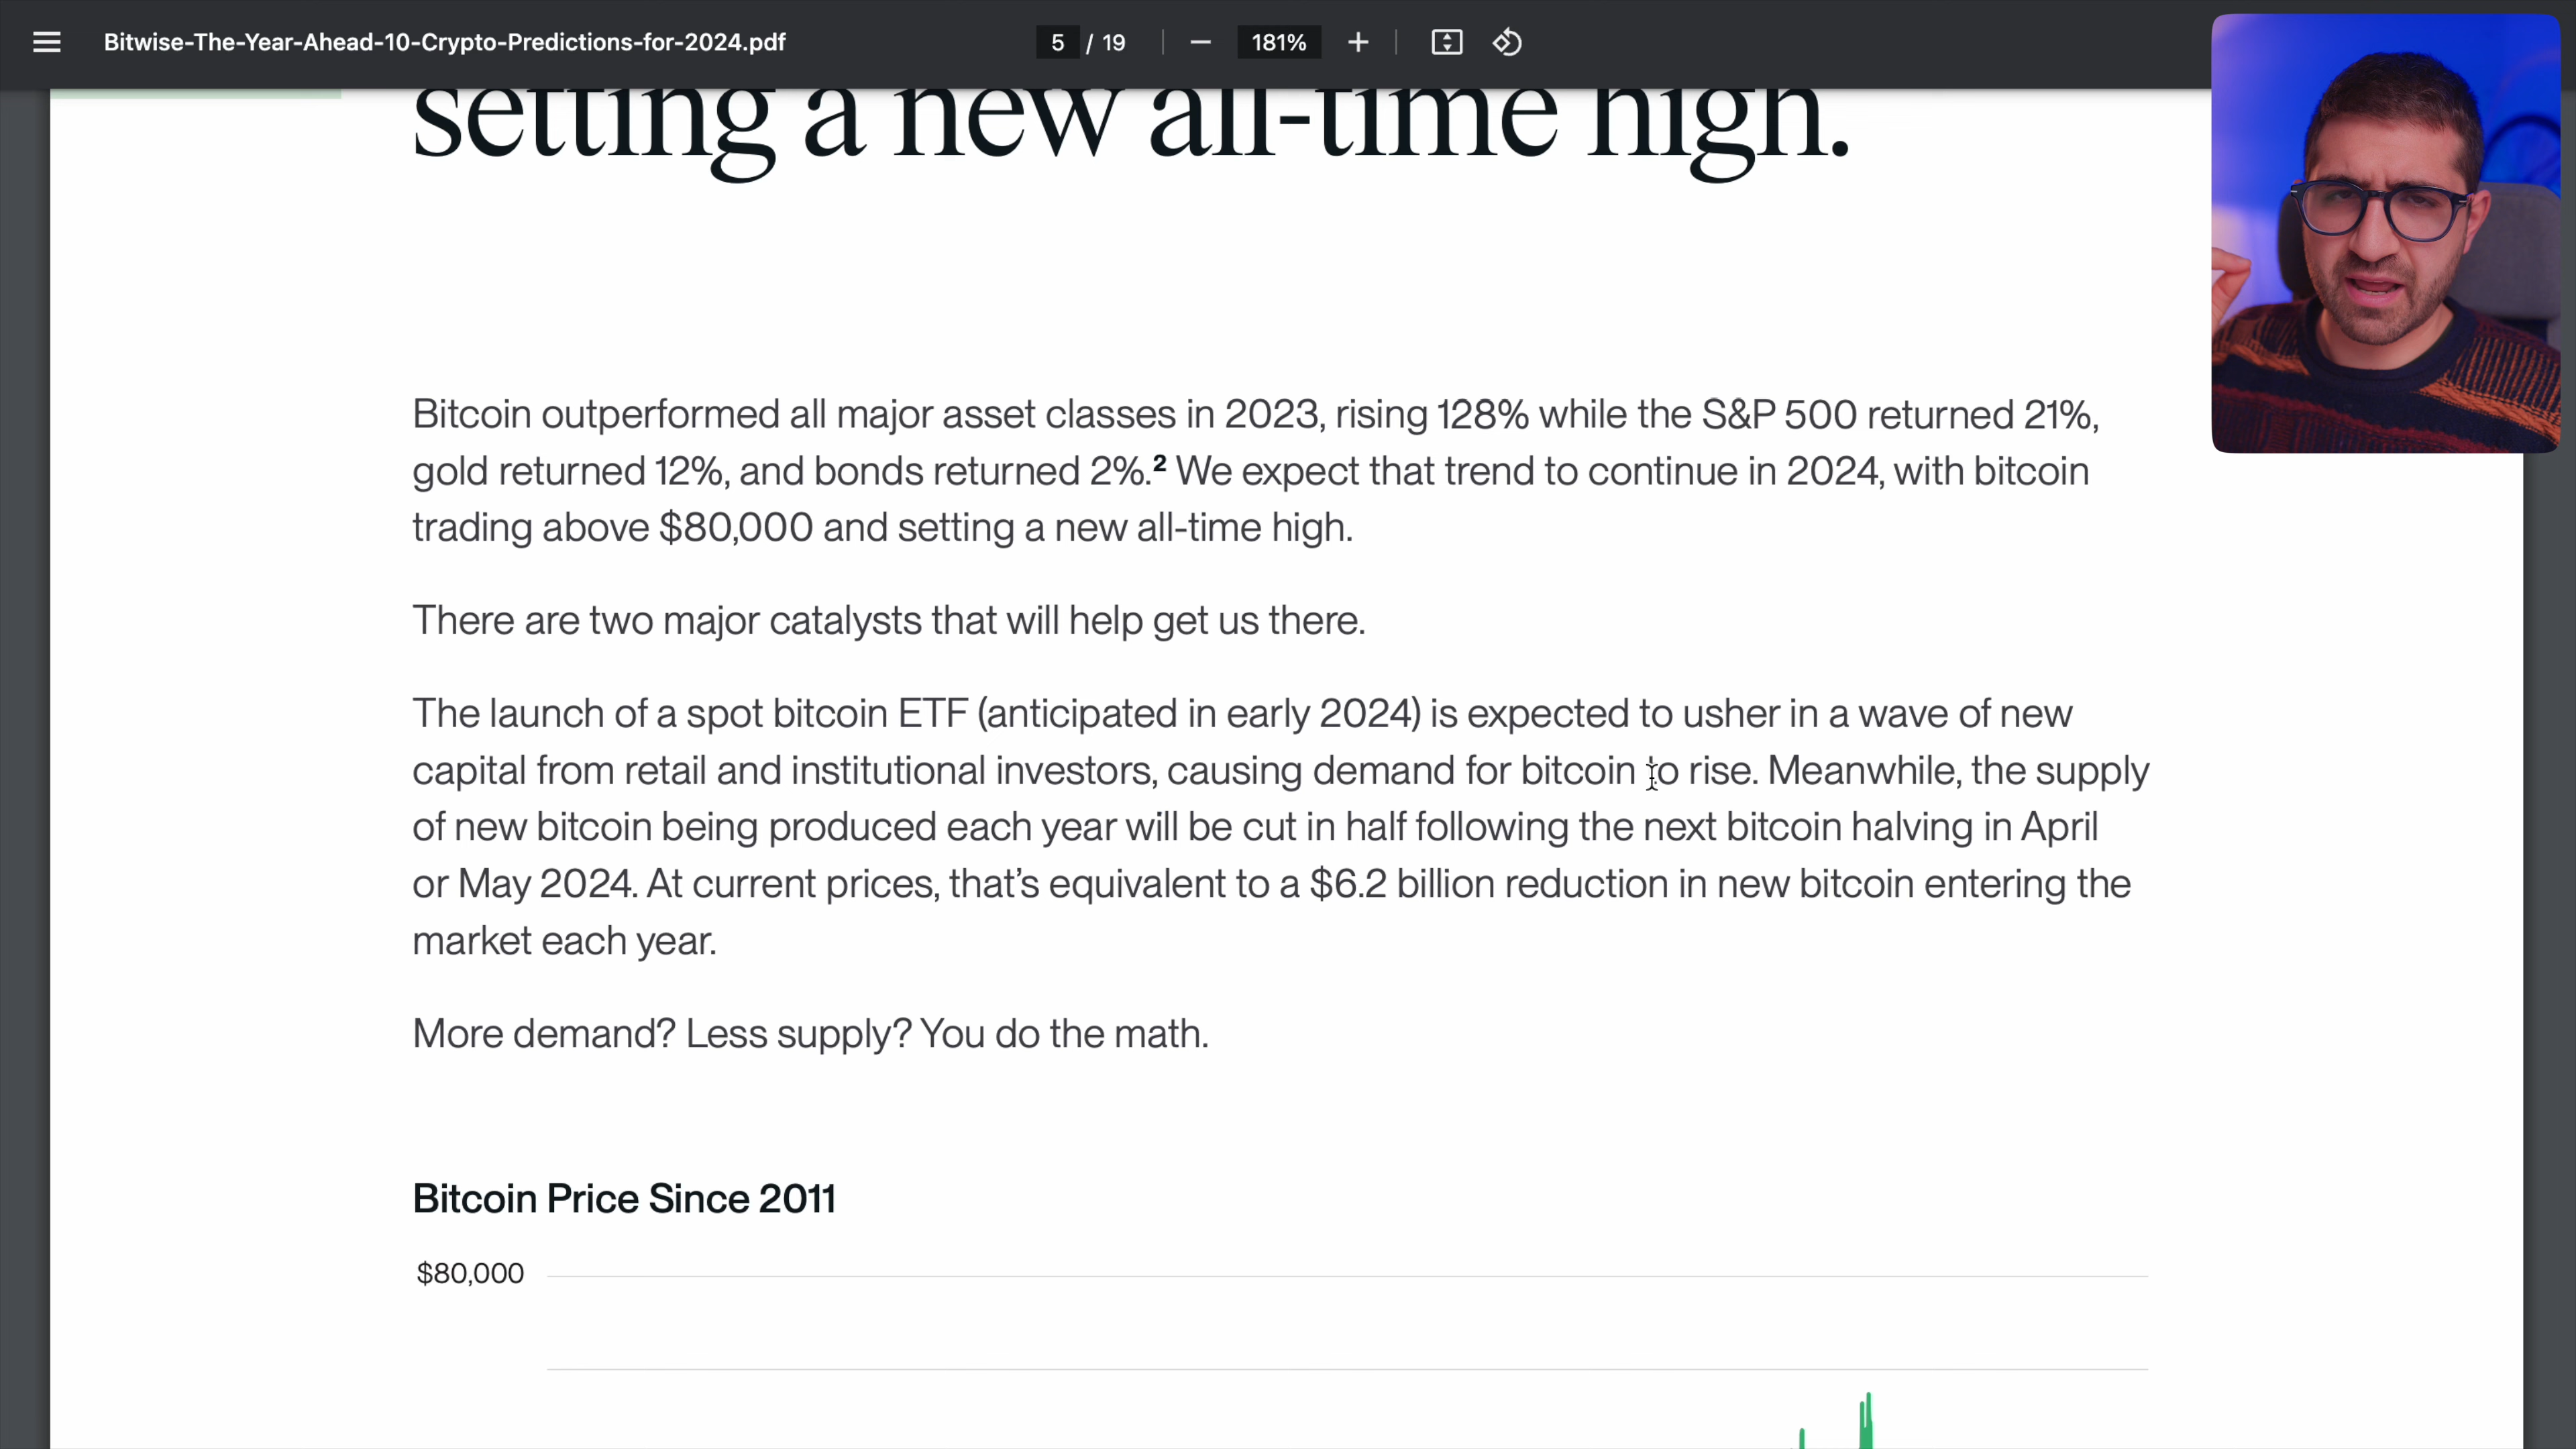 Bitwise-The-Year-Ahead-10-Crypto-Predictions-for-2024.pdf
5 / 19
181%
setting a new all-time high.
Bitcoin outperformed all major asset classes in 2023, rising 128% while the S&P 500 returned 21%,
gold returned 12%, and bonds returned 2%.² We expect that trend to continue in 2024, with bitcoin
trading above $80,000 and setting a new all-time high.
There are two major catalysts that will help get us there.
The launch of a spot bitcoin ETF (anticipated in early 2024) is expected to usher in a wave of new
capital from retail and institutional investors, causing demand for bitcoin to rise. Meanwhile, the supply
of new bitcoin being produced each year will be cut in half following the next bitcoin halving in April
or May 2024. At current prices, that’s equivalent to a $6.2 billion reduction in new bitcoin entering the
market each year.
More demand? Less supply? You do the math.
Bitcoin Price Since 2011
$80,000